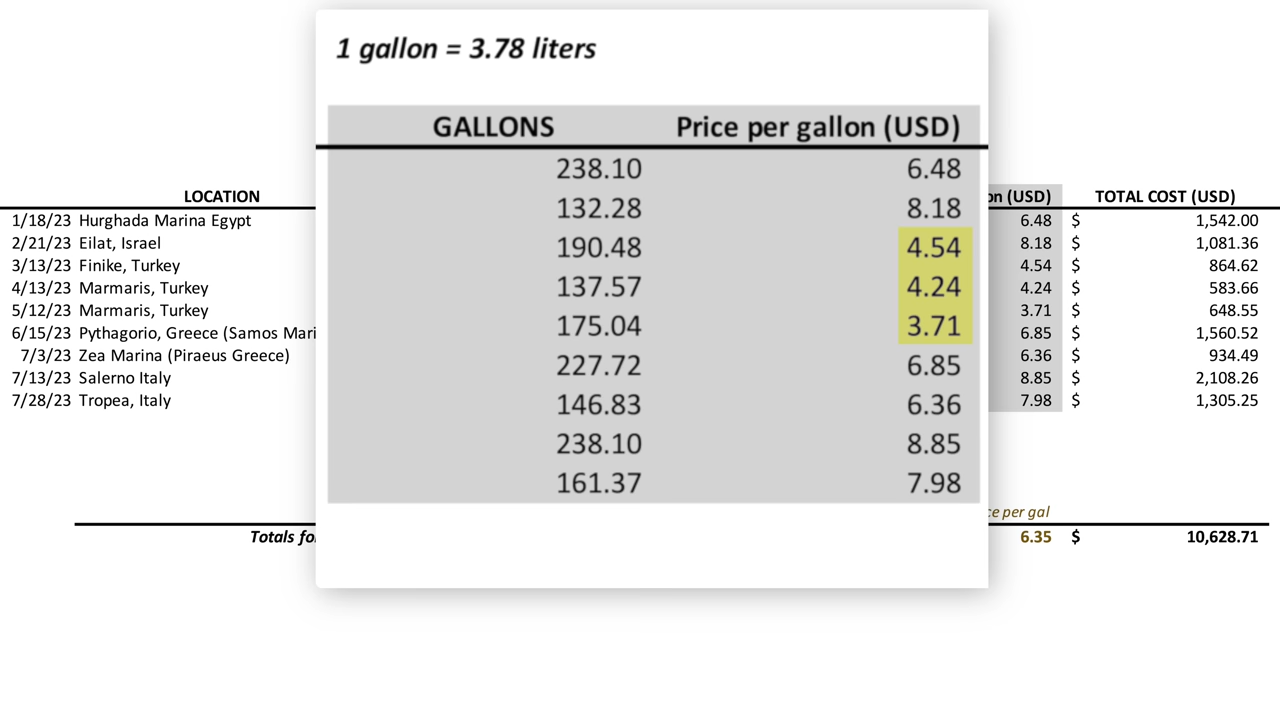 1 gallon = 3.78 liters
GALLONS Price per gallon (USD)
238.10 6.48
132.28 8.18
190.48 4.54
137.57 4.24
175.04 3.71
227.72 6.85
146.83 6.36
238.10 8.85
161.37 7.98
LOCATION (USD) TOTAL COST (USD)
1/18/23 Hurghada Marina Egypt 6.48 $ 1,542.00
2/21/23 Eilat, Israel 8.18 $ 1,081.36
3/13/23 Finike, Turkey 4.54 $ 864.62
4/13/23 Marmaris, Turkey 4.24 $ 583.66
5/12/23 Marmaris, Turkey 3.71 $ 648.55
6/15/23 Pythagorio, Greece (Samos Mari 6.85 $ 1,560.52
7/3/23 Zea Marina (Piraeus Greece) 6.36 $ 934.49
7/13/23 Salerno Italy 8.85 $ 2,108.26
7/28/23 Tropea, Italy 7.98 $ 1,305.25
per gal
Totals 6.35 $ 10,628.71